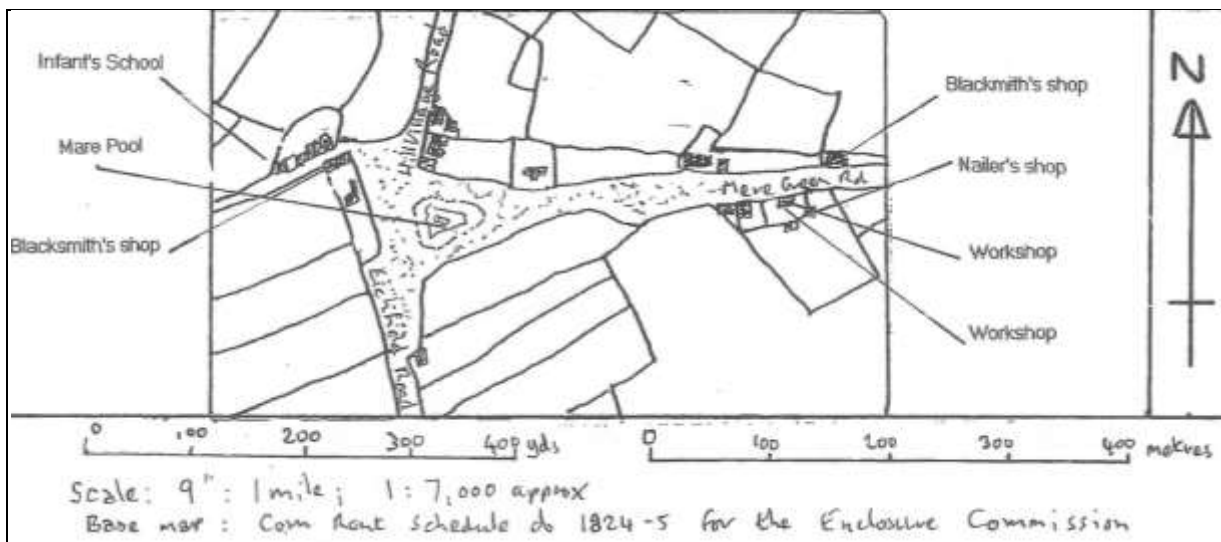 Infant's School
Mare Pool
Blacksmith's shop
Lichfield Road
Mere Green Rd
Blackmith's shop
Nailer's shop
Workshop
Workshop
N
0 100 200 300 400 yds
0 100 200 300 400 metres
Scale: 9" : 1 mile; 1 : 7,000 approx
Base map : Corn Rent Schedule do 1824-5 for the Enclosure Commission